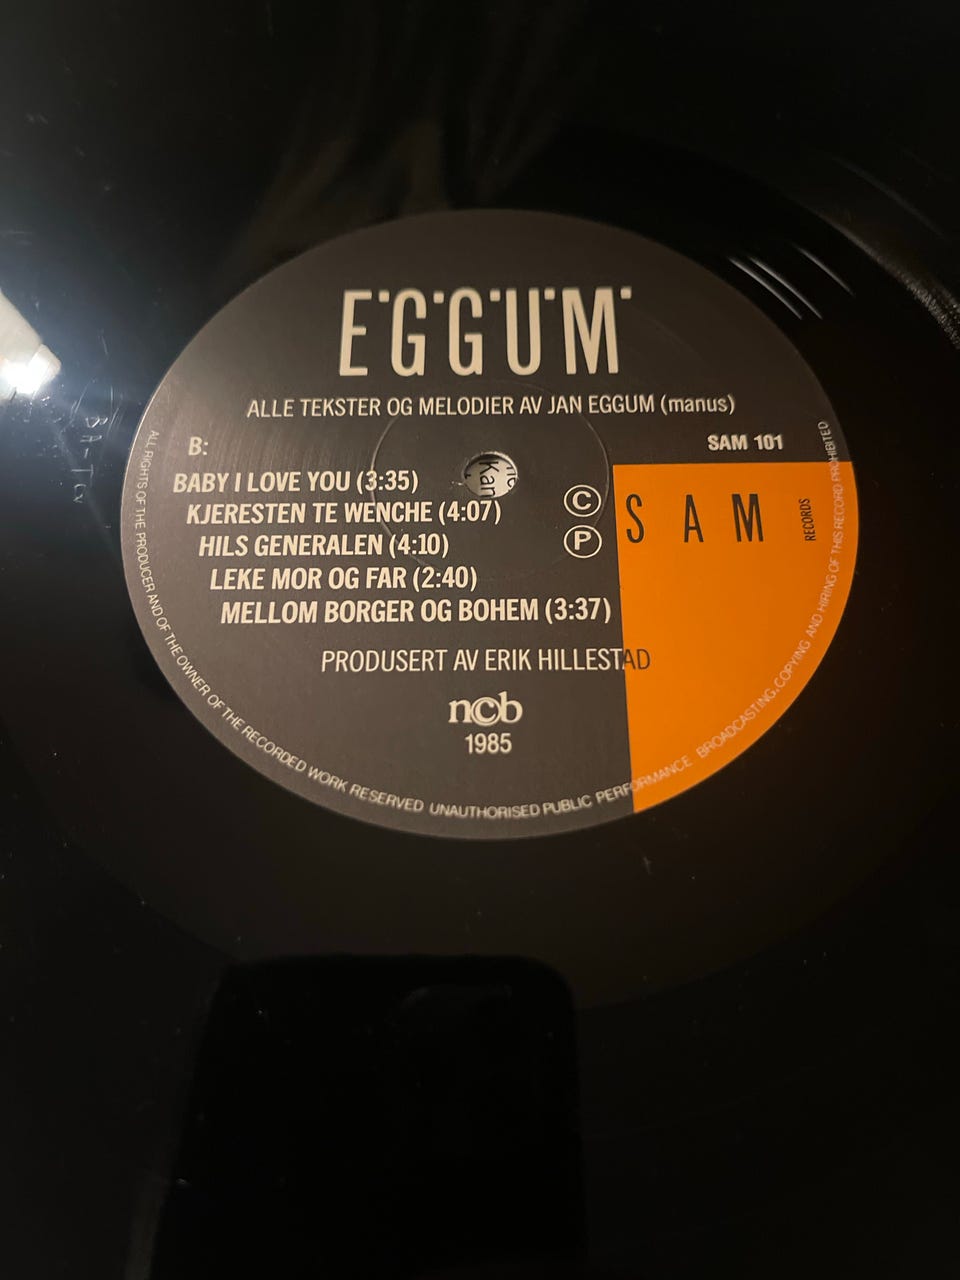 E·G·G·U·M·
ALLE TEKSTER OG MELODIER AV JAN EGGUM (manus)
B:
SAM 101
BABY I LOVE YOU (3:35)
KJERESTEN TE WENCHE (4:07)
HILS GENERALEN (4:10)
LEKE MOR OG FAR (2:40)
MELLOM BORGER OG BOHEM (3:37)
Ⓒ
Ⓟ
SAM
RECORDS
PRODUSERT AV ERIK HILLESTAD
ncb
1985
ALL RIGHTS OF THE PRODUCER AND OF THE OWNER OF THE RECORDED WORK RESERVED UNAUTHORISED PUBLIC PERFORMANCE BROADCASTING, COPYING AND HIRING OF THIS RECORD PROHIBITED